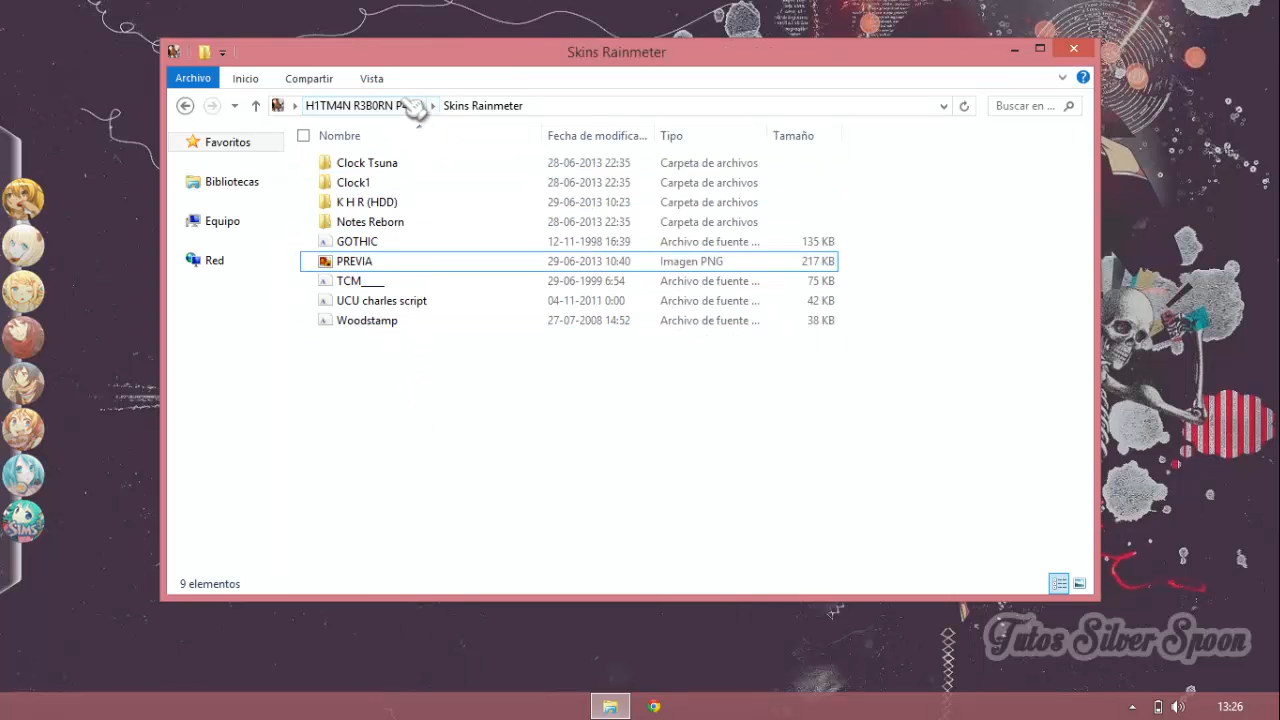 Skins Rainmeter
Archivo Inicio Compartir Vista
H1TM4N R3B0RN Skins Rainmeter Buscar en ...
Nombre Fecha de modifica... Tipo Tamaño
Favoritos
Bibliotecas
Equipo
Red
Clock Tsuna 28-06-2013 22:35 Carpeta de archivos
Clock1 28-06-2013 22:35 Carpeta de archivos
K H R (HDD) 29-06-2013 10:23 Carpeta de archivos
Notes Reborn 28-06-2013 22:35 Carpeta de archivos
GOTHIC 12-11-1998 16:39 Archivo de fuente ... 135 KB
PREVIA 29-06-2013 10:40 Imagen PNG 217 KB
TCM_____ 29-06-1999 6:54 Archivo de fuente ... 75 KB
UCU charles script 04-11-2011 0:00 Archivo de fuente ... 42 KB
Woodstamp 27-07-2008 14:52 Archivo de fuente ... 38 KB
9 elementos
SIMS
Tutos Silver Spoon
13:26